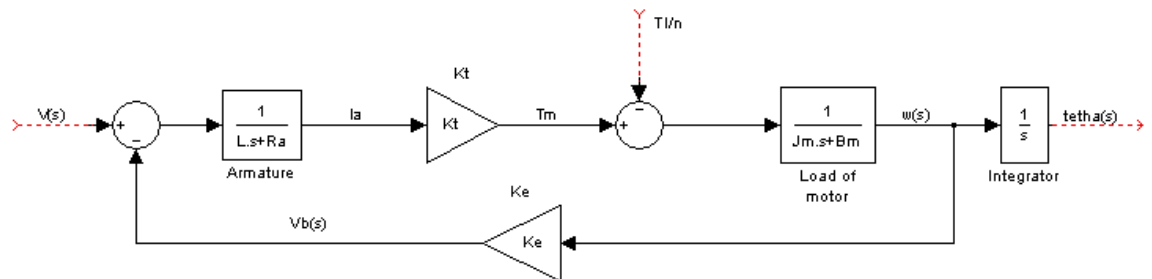 Tl/n
Kt
V(s)
+
−
1
L.s+Ra
Armature
Ia
Kt
Tm
+
−
1
Jm.s+Bm
Load of
motor
w(s)
1
s
Integrator
tetha(s)
Ke
Vb(s)
Ke